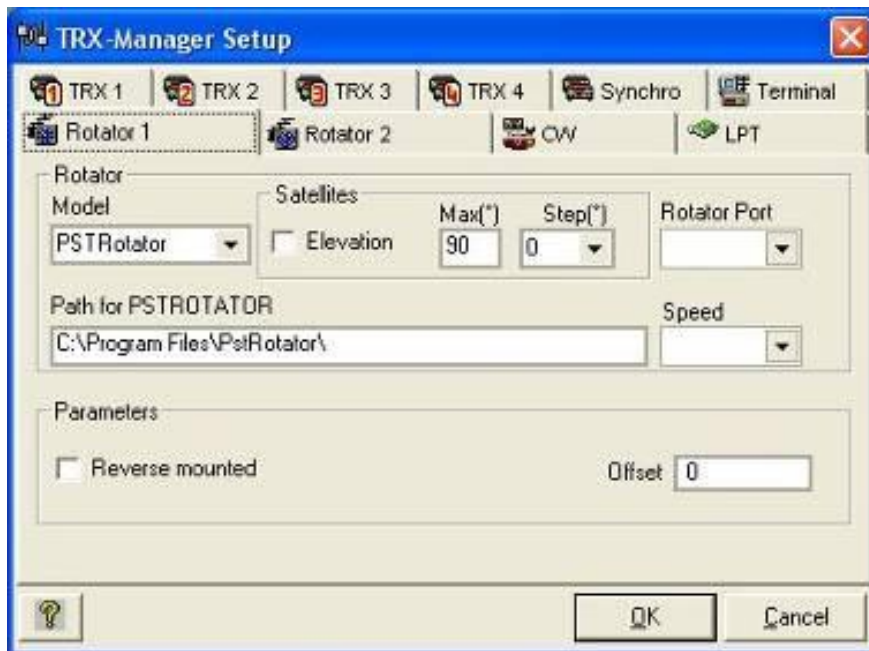 TRX-Manager Setup
TRX 1 TRX 2 TRX 3 TRX 4 Synchro Terminal
Rotator 1 Rotator 2 CW LPT
Rotator
Model
Satellites
Elevation
Max(°) Step(°)
Rotator Port
PSTRotator
90 0
Path for PSTROTATOR
Speed
C:\Program Files\PstRotator\
Parameters
Reverse mounted
Offset 0
OK Cancel